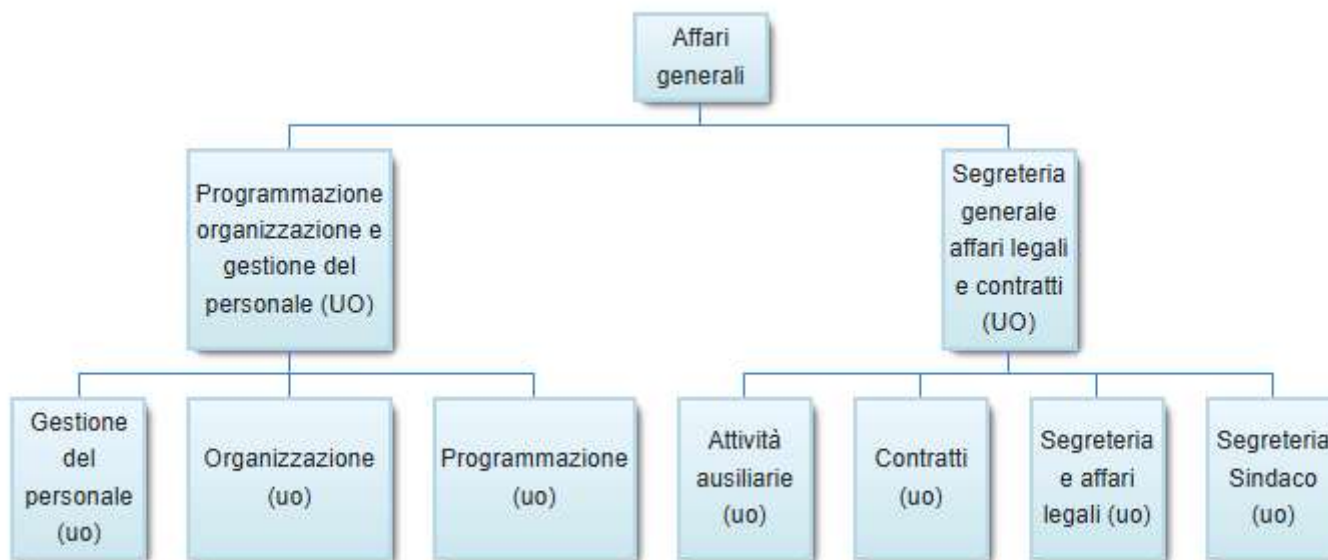 Affari
generali
Programmazione
organizzazione e
gestione del
personale (UO)
Segreteria
generale
affari legali
e contratti
(UO)
Gestione
del
personale
(uo)
Organizzazione
(uo)
Programmazione
(uo)
Attività
ausiliarie
(uo)
Contratti
(uo)
Segreteria
e affari
legali (uo)
Segreteria
Sindaco
(uo)